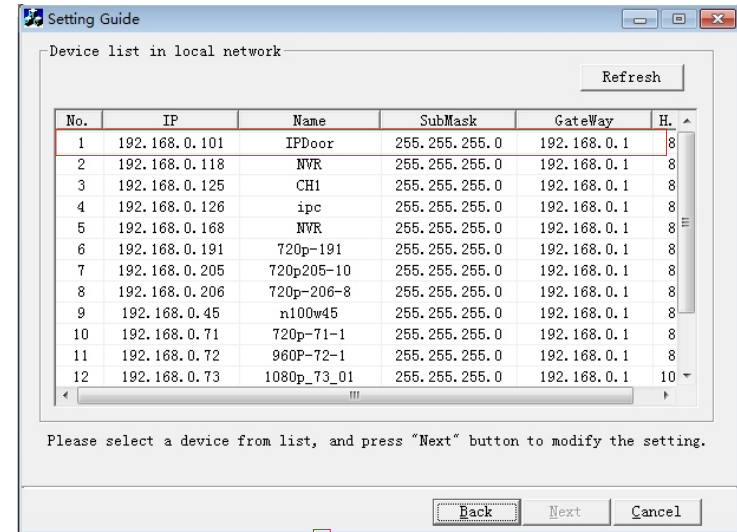 Setting Guide
Device list in local network
Refresh
No. IP Name SubMask GateWay H.
1 192.168.0.101 IPDoor 255.255.255.0 192.168.0.1 8
2 192.168.0.118 NVR 255.255.255.0 192.168.0.1 8
3 192.168.0.125 CH1 255.255.255.0 192.168.0.1 8
4 192.168.0.126 ipc 255.255.255.0 192.168.0.1 8
5 192.168.0.168 NVR 255.255.255.0 192.168.0.1 8
6 192.168.0.191 720p-191 255.255.255.0 192.168.0.1 8
7 192.168.0.205 720p205-10 255.255.255.0 192.168.0.1 8
8 192.168.0.206 720p-206-8 255.255.255.0 192.168.0.1 8
9 192.168.0.45 n100w45 255.255.255.0 192.168.0.1 8
10 192.168.0.71 720p-71-1 255.255.255.0 192.168.0.1 8
11 192.168.0.72 960P-72-1 255.255.255.0 192.168.0.1 8
12 192.168.0.73 1080p_73_01 255.255.255.0 192.168.0.1 10
Please select a device from list, and press "Next" button to modify the setting.
Back Next Cancel